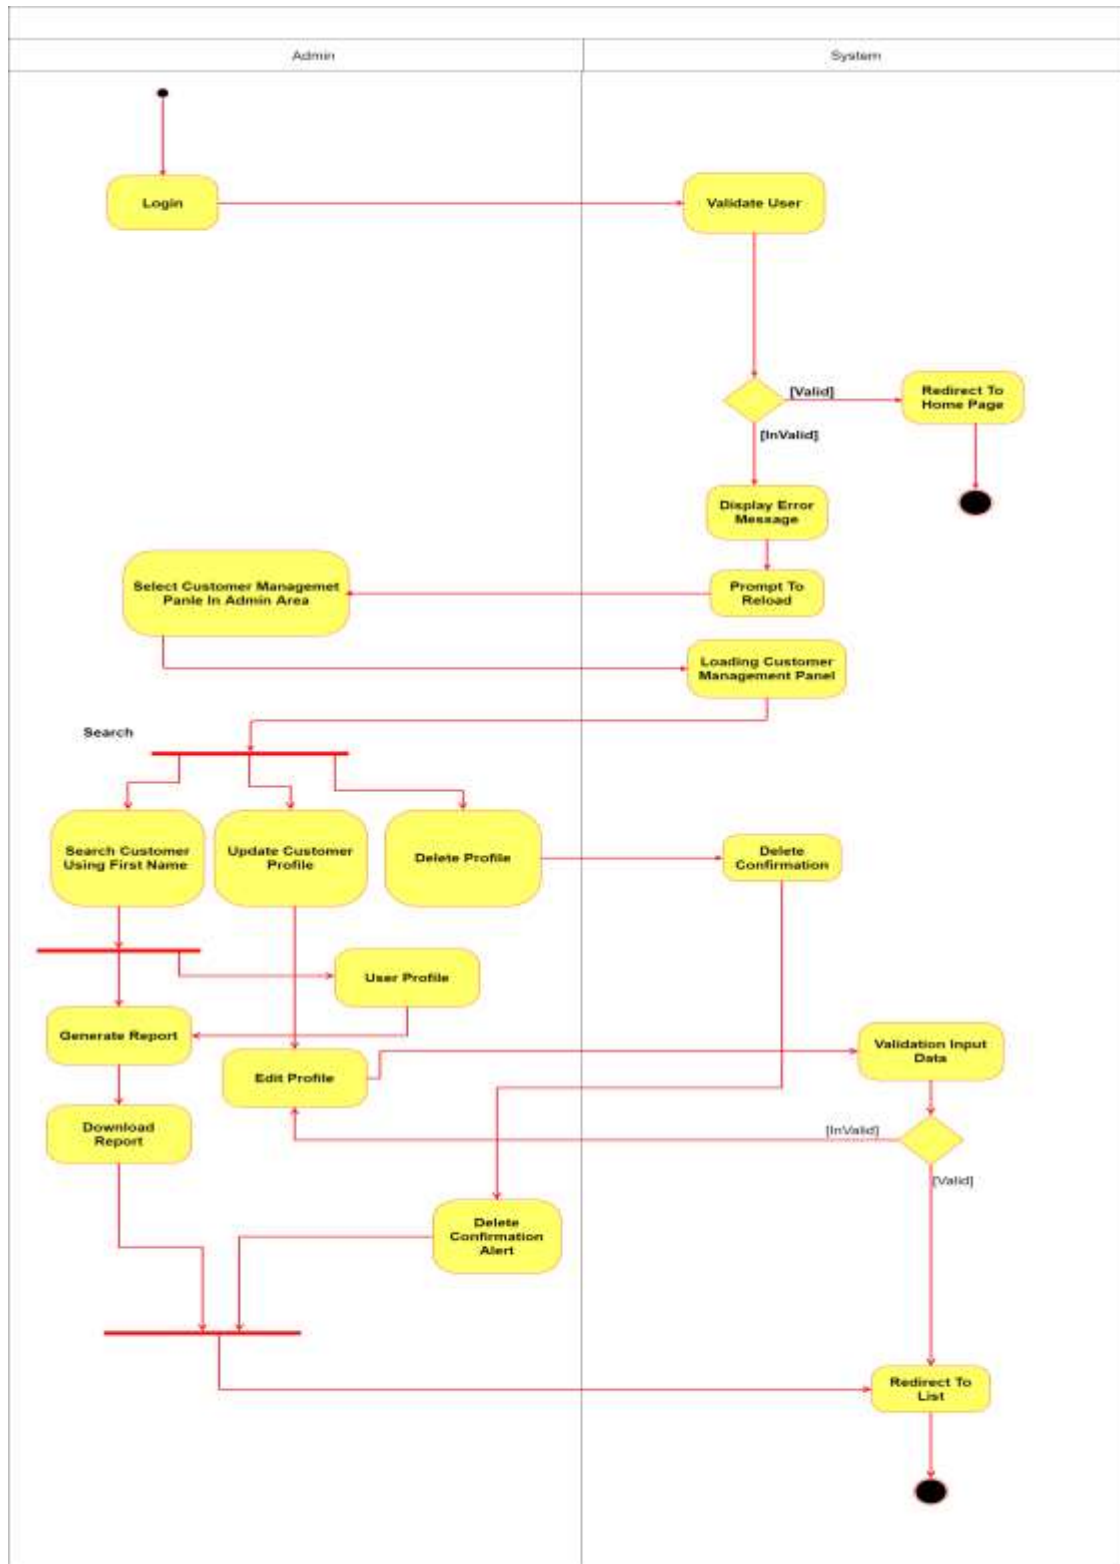 Admin
System
Login
Validate User
[Valid]
Redirect To
Home Page
[InValid]
Display Error
Message
Select Customer Managemet
Panle In Admin Area
Prompt To
Reload
Loading Customer
Management Panel
Search
Search Customer
Using First Name
Update Customer
Profile
Delete Profile
Delete
Confirmation
User Profile
Generate Report
Validation Input
Data
Edit Profile
Download
Report
[InValid]
[Valid]
Delete
Confirmation
Alert
Redirect To
List